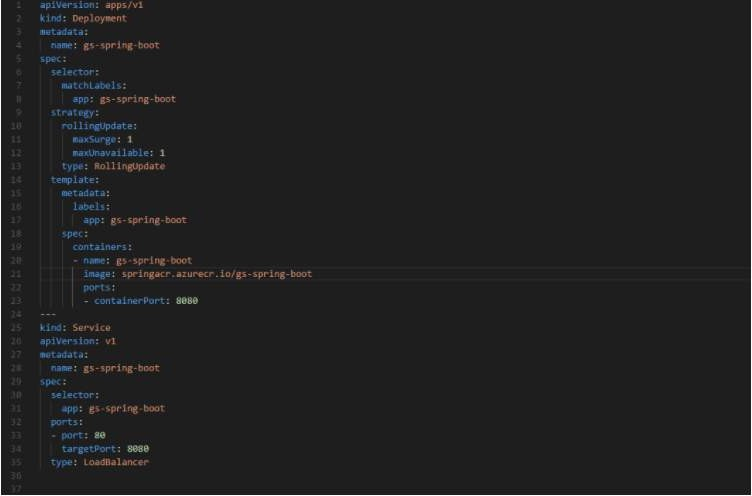 1 apiVersion: apps/v1
2 kind: Deployment
3 metadata:
4   name: gs-spring-boot
5 spec:
6   selector:
7     matchLabels:
8       app: gs-spring-boot
9   strategy:
10     rollingUpdate:
11       maxSurge: 1
12       maxUnavailable: 1
13     type: RollingUpdate
14   template:
15     metadata:
16       labels:
17         app: gs-spring-boot
18     spec:
19       containers:
20       - name: gs-spring-boot
21         image: springacr.azurecr.io/gs-spring-boot
22         ports:
23         - containerPort: 8080
24 ---
25 kind: Service
26 apiVersion: v1
27 metadata:
28   name: gs-spring-boot
29 spec:
30   selector:
31     app: gs-spring-boot
32   ports:
33   - port: 80
34     targetPort: 8080
35   type: LoadBalancer
36
37